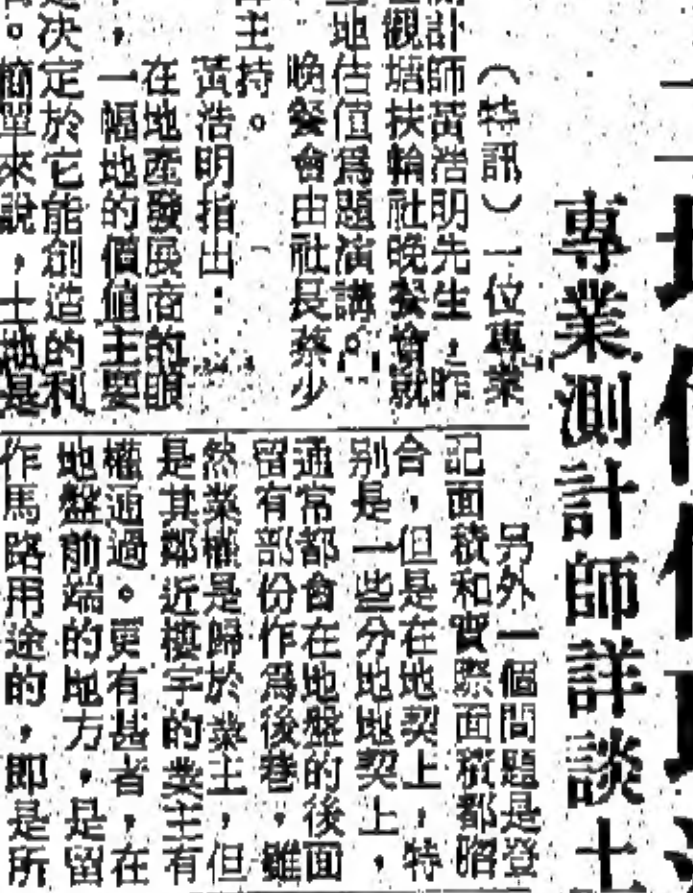 專業測計師詳談土
（特訊）一位專業
計師黃浩明先生，昨
觀塘扶輪社晚餐會就
地估值爲題演講。
晚餐會由社長蔡少
主持。
黃浩明指出：
在地產發展商的眼
一幅地的價值主要
決定於它能創造的利
。簡單來說，土地是
另外一個問題是登
記面積和實際面積都脗
合，但是在地契上，特
別是一些分地地契上，
通常都會在地盤的後面
留有部份作爲後巷，雖
然業權是歸於業主，但
是其鄰近樓宇的業主有
權通過。更有甚者，在
地盤前端的地方，是留
作馬路用途的，即是所